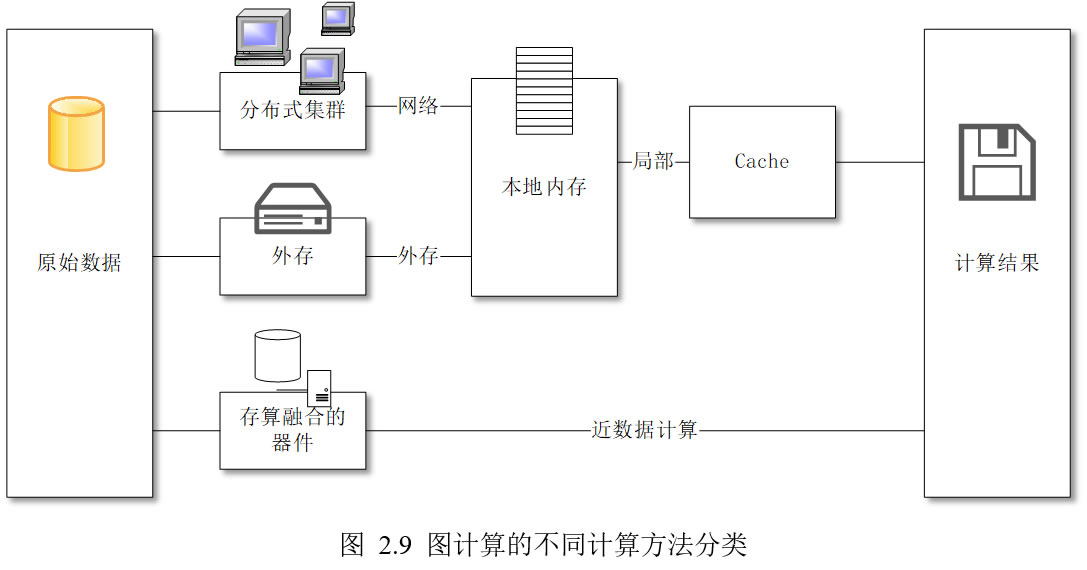 原始数据
分布式集群
网络
外存
外存
本地内存
局部
Cache
存算融合的
器件
近数据计算
计算结果
图 2.9 图计算的不同计算方法分类